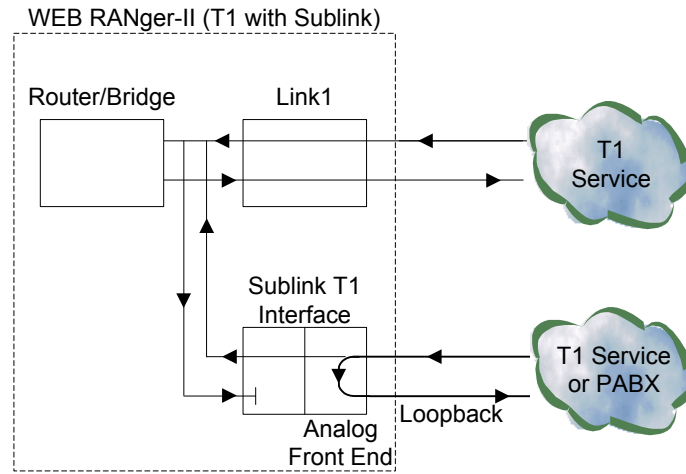 WEB RANger-II (T1 with Sublink)
Router/Bridge
Link1
T1
Service
Sublink T1
Interface
T1 Service
or PABX
Loopback
Analog
Front End